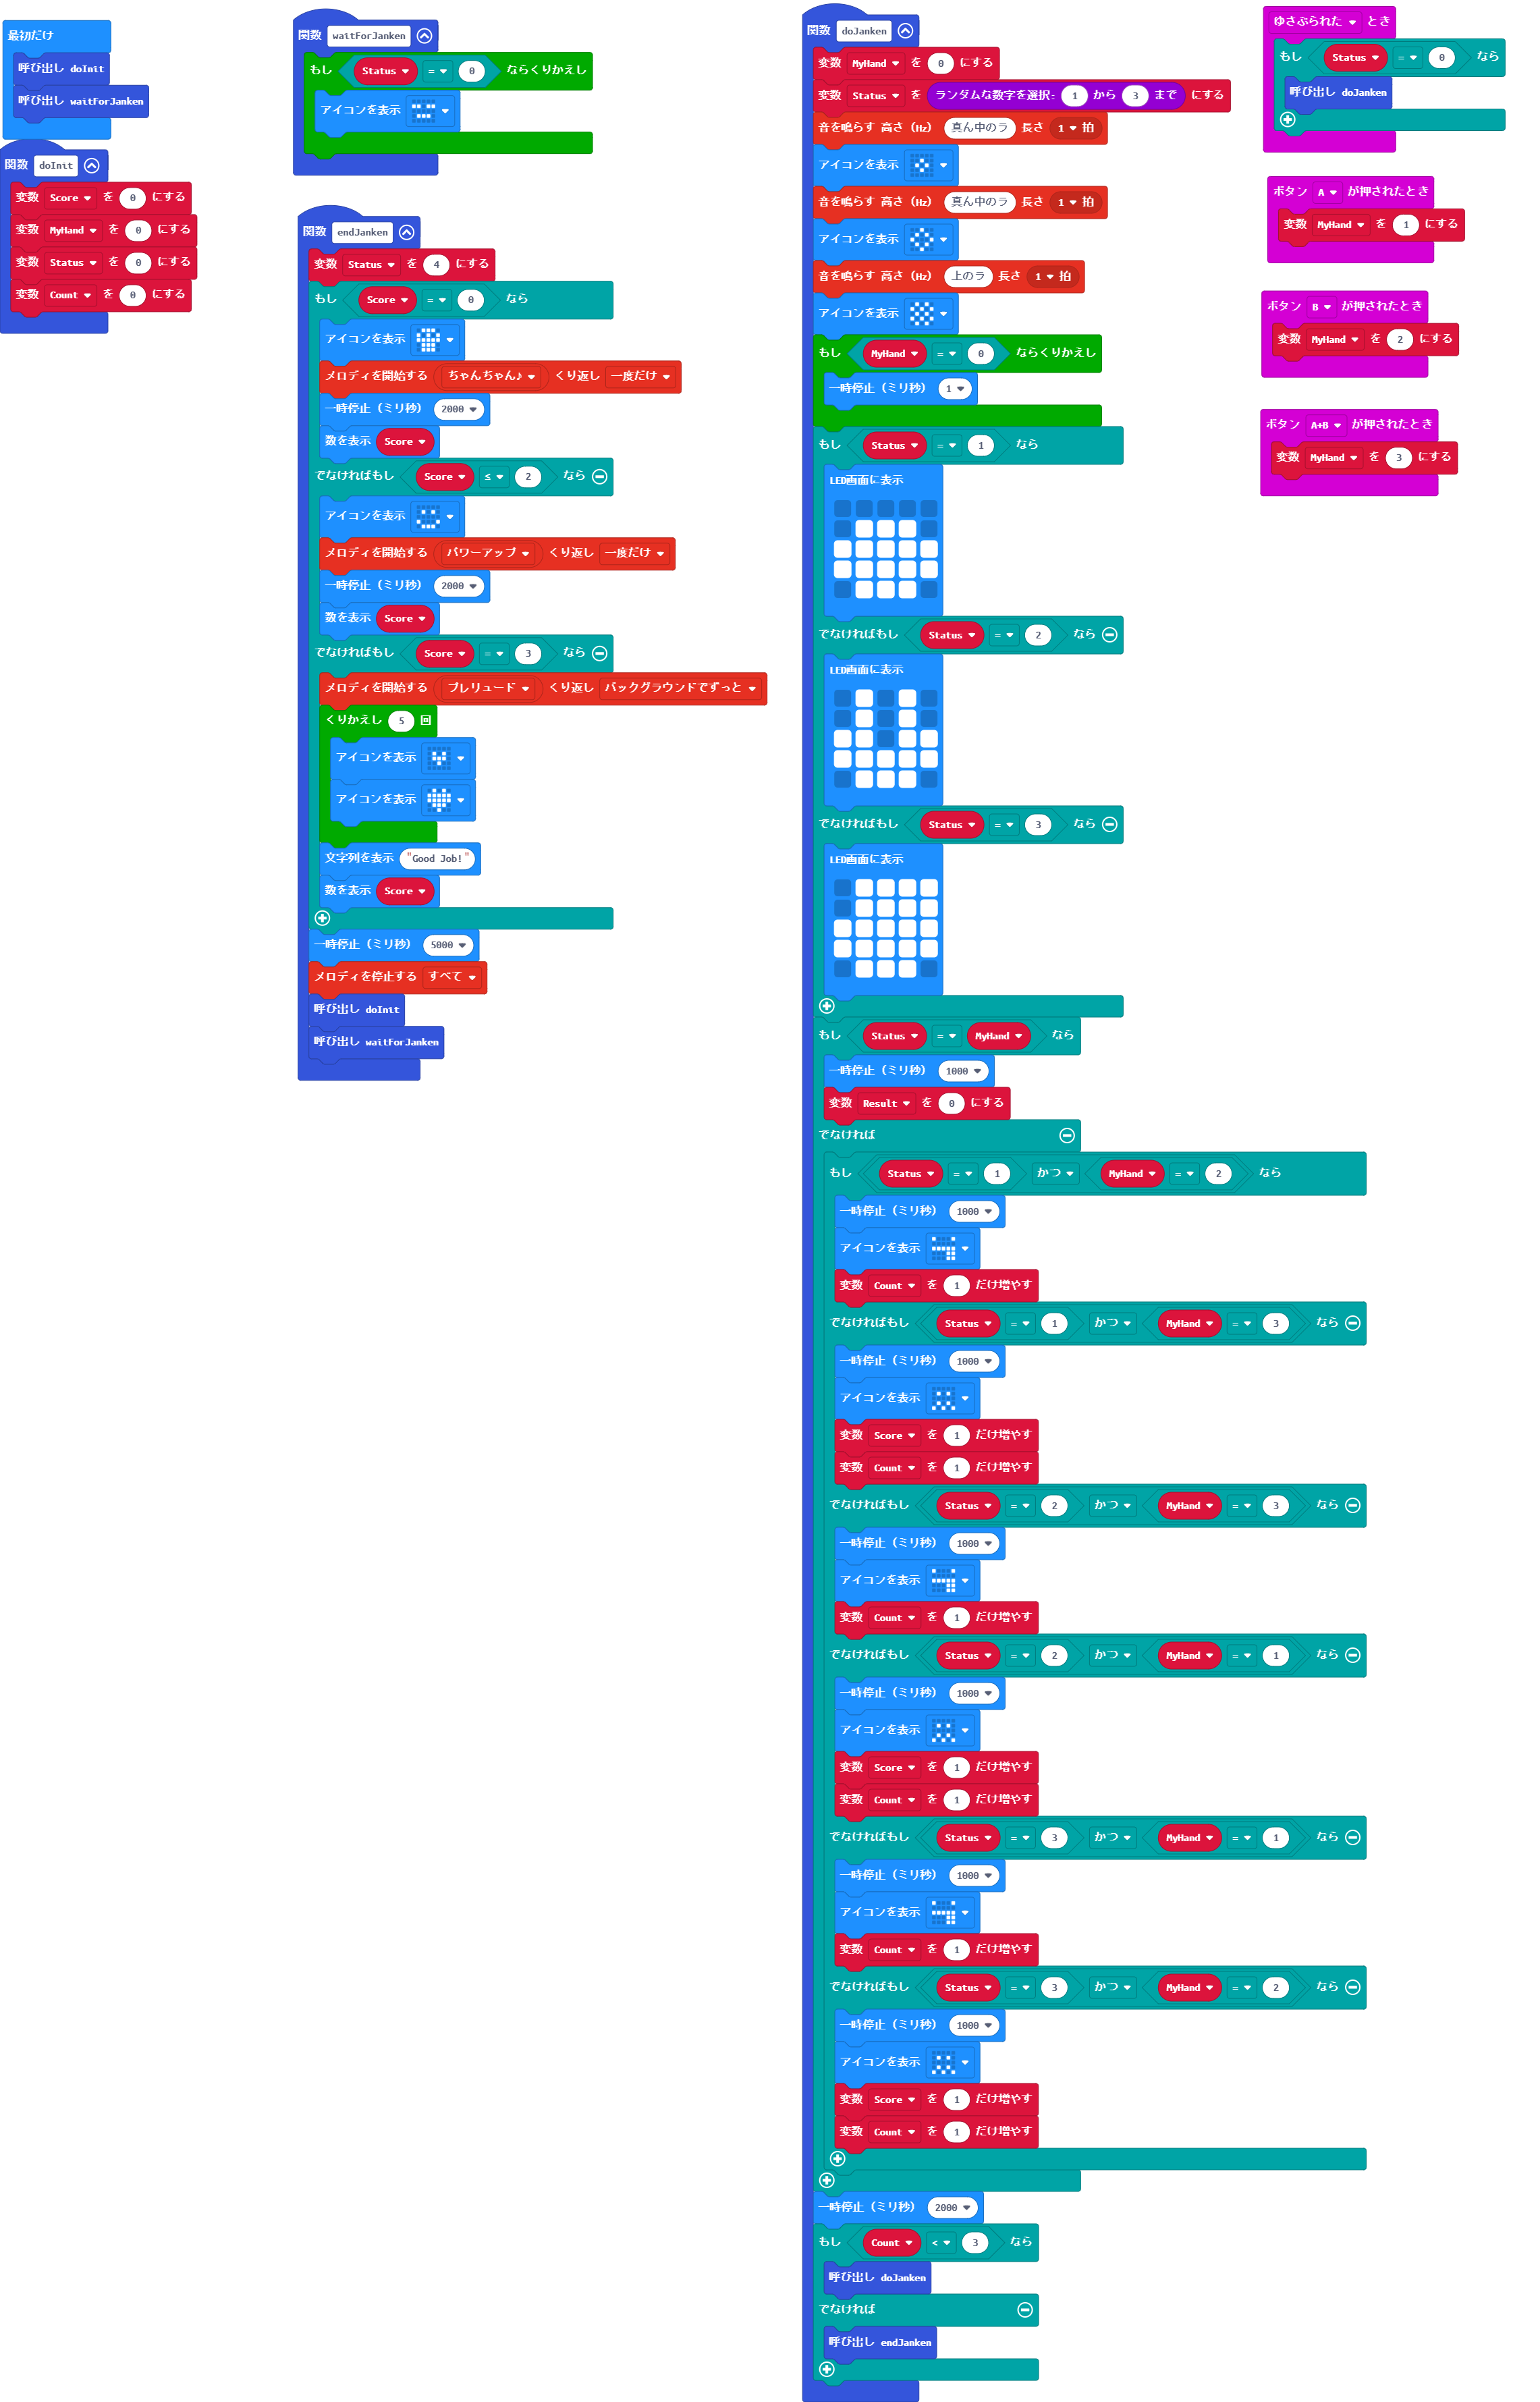 最初だけ
呼び出し doInit
呼び出し waitForJanken
関数 doInit
変数 Score を 0 にする
変数 MyHand を 0 にする
変数 Status を 0 にする
変数 Count を 0 にする
関数 waitForJanken
もし Status = 0 ならくりかえし
アイコンを表示
関数 endJanken
変数 Status を 4 にする
もし Score = 0 なら
アイコンを表示
メロディを開始する ちゃんちゃん♪ くり返し 一度だけ
一時停止（ミリ秒） 2000
数を表示 Score
でなければもし Score ≤ 2 なら
アイコンを表示
メロディを開始する パワーアップ くり返し 一度だけ
一時停止（ミリ秒） 2000
数を表示 Score
でなければもし Score = 3 なら
メロディを開始する プレリュード くり返し バックグラウンドでずっと
くりかえし 5 回
アイコンを表示
アイコンを表示
文字列を表示 "Good Job!"
数を表示 Score
一時停止（ミリ秒） 5000
メロディを停止する すべて
呼び出し doInit
呼び出し waitForJanken
関数 doJanken
変数 MyHand を 0 にする
変数 Status を ランダムな数字を選択: 1 から 3 まで にする
音を鳴らす 高さ（Hz） 真ん中のラ 長さ 1 拍
アイコンを表示
音を鳴らす 高さ（Hz） 真ん中のラ 長さ 1 拍
アイコンを表示
音を鳴らす 高さ（Hz） 上のラ 長さ 1 拍
アイコンを表示
もし MyHand = 0 ならくりかえし
一時停止（ミリ秒） 1
もし Status = 1 なら
LED画面に表示
でなければもし Status = 2 なら
LED画面に表示
でなければもし Status = 3 なら
LED画面に表示
もし Status = MyHand なら
一時停止（ミリ秒） 1000
変数 Result を 0 にする
でなければ
もし Status = 1 かつ MyHand = 2 なら
一時停止（ミリ秒） 1000
アイコンを表示
変数 Count を 1 だけ増やす
でなければもし Status = 1 かつ MyHand = 3 なら
一時停止（ミリ秒） 1000
アイコンを表示
変数 Score を 1 だけ増やす
変数 Count を 1 だけ増やす
でなければもし Status = 2 かつ MyHand = 3 なら
一時停止（ミリ秒） 1000
アイコンを表示
変数 Count を 1 だけ増やす
でなければもし Status = 2 かつ MyHand = 1 なら
一時停止（ミリ秒） 1000
アイコンを表示
変数 Score を 1 だけ増やす
変数 Count を 1 だけ増やす
でなければもし Status = 3 かつ MyHand = 1 なら
一時停止（ミリ秒） 1000
アイコンを表示
変数 Count を 1 だけ増やす
でなければもし Status = 3 かつ MyHand = 2 なら
一時停止（ミリ秒） 1000
アイコンを表示
変数 Score を 1 だけ増やす
変数 Count を 1 だけ増やす
一時停止（ミリ秒） 2000
もし Count < 3 なら
呼び出し doJanken
でなければ
呼び出し endJanken
ゆさぶられた とき
もし Status = 0 なら
呼び出し doJanken
ボタン A が押されたとき
変数 MyHand を 1 にする
ボタン B が押されたとき
変数 MyHand を 2 にする
ボタン A+B が押されたとき
変数 MyHand を 3 にする